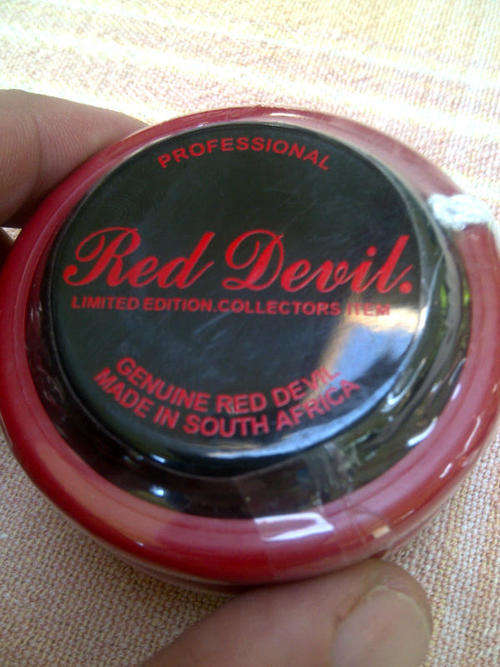 PROFESSIONAL
Red Devil.
LIMITED EDITION.COLLECTORS ITEM
GENUINE RED DEVIL
MADE IN SOUTH AFRICA